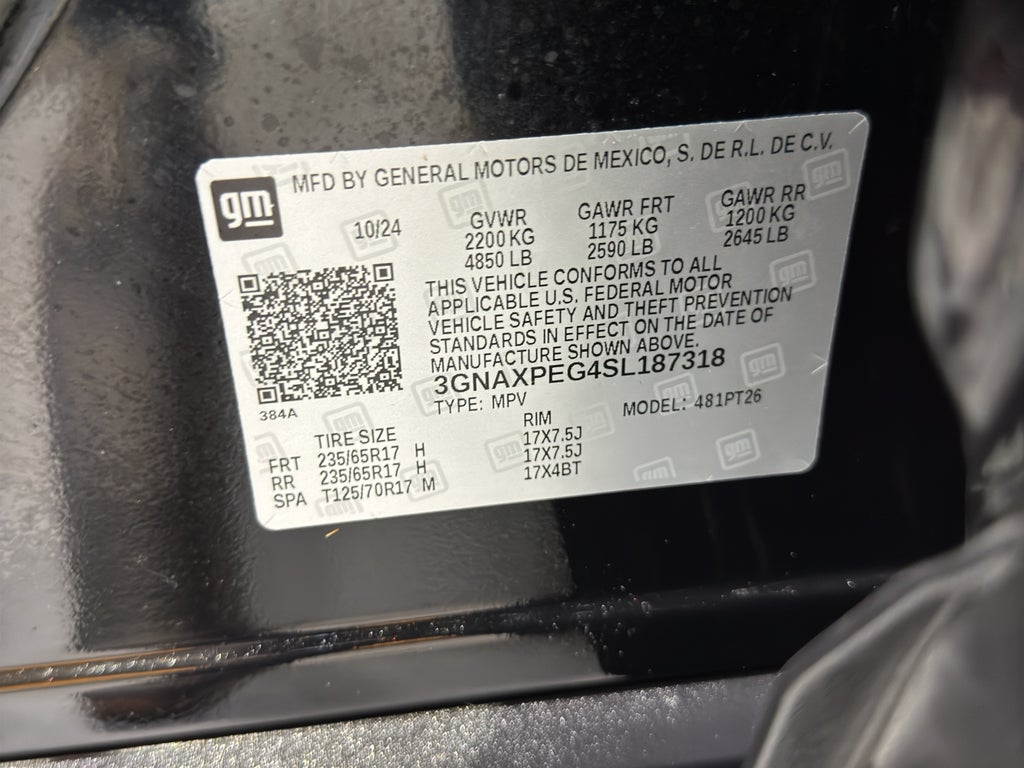 gm
MFD BY GENERAL MOTORS DE MEXICO, S. DE R.L. DE C.V.
10/24
GVWR
2200 KG
4850 LB
GAWR FRT
1175 KG
2590 LB
GAWR RR
1200 KG
2645 LB
THIS VEHICLE CONFORMS TO ALL
APPLICABLE U.S. FEDERAL MOTOR
VEHICLE SAFETY AND THEFT PREVENTION
STANDARDS IN EFFECT ON THE DATE OF
MANUFACTURE SHOWN ABOVE.
3GNAXPEG4SL187318
384A
TYPE: MPV
MODEL: 481PT26
TIRE SIZE RIM
FRT 235/65R17 H 17X7.5J
RR 235/65R17 H 17X7.5J
SPA T125/70R17 M 17X4BT